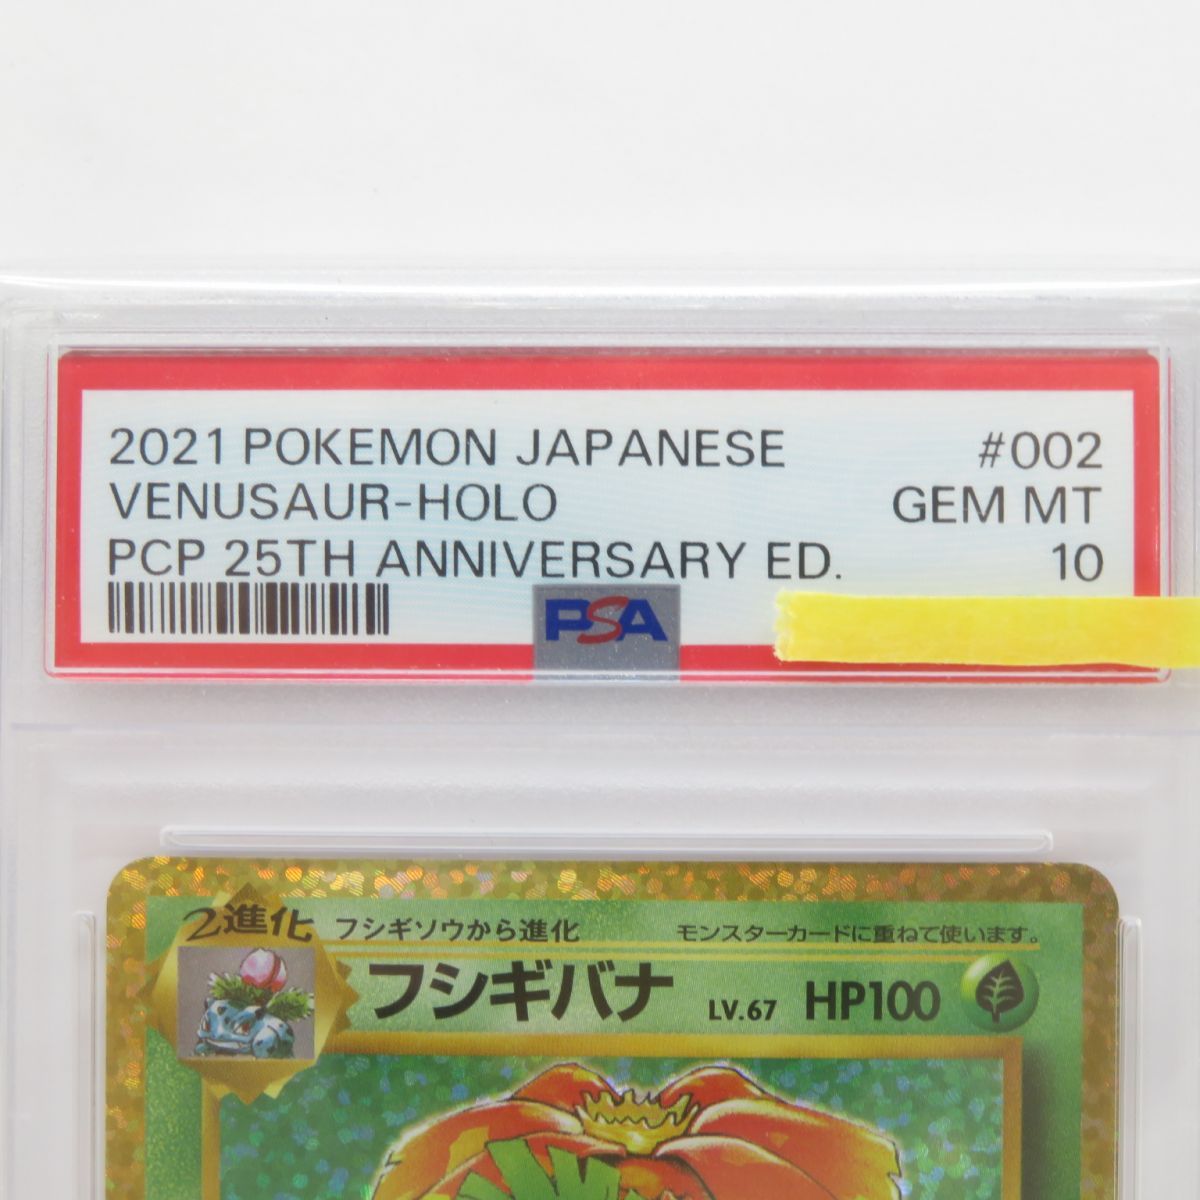 2021 POKEMON JAPANESE #002
VENUSAUR-HOLO GEM MT
PCP 25TH ANNIVERSARY ED. 10
PSA
2進化 フシギソウから進化 モンスターカードに重ねて使います。
フシギバナ LV.67 HP100